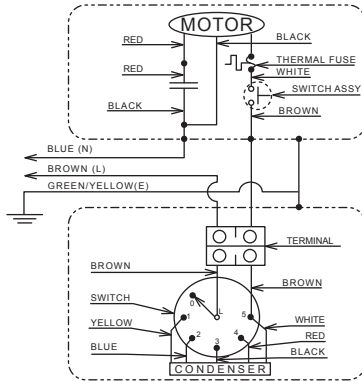 MOTOR
RED
BLACK
THERMAL FUSE
RED
WHITE
SWITCH ASSY
BLACK
BROWN
BLUE (N)
BROWN (L)
GREEN/YELLOW(E)
TERMINAL
BROWN
BROWN
SWITCH
0
L
1
5
WHITE
YELLOW
2
3
4
RED
BLUE
BLACK
CONDENSER